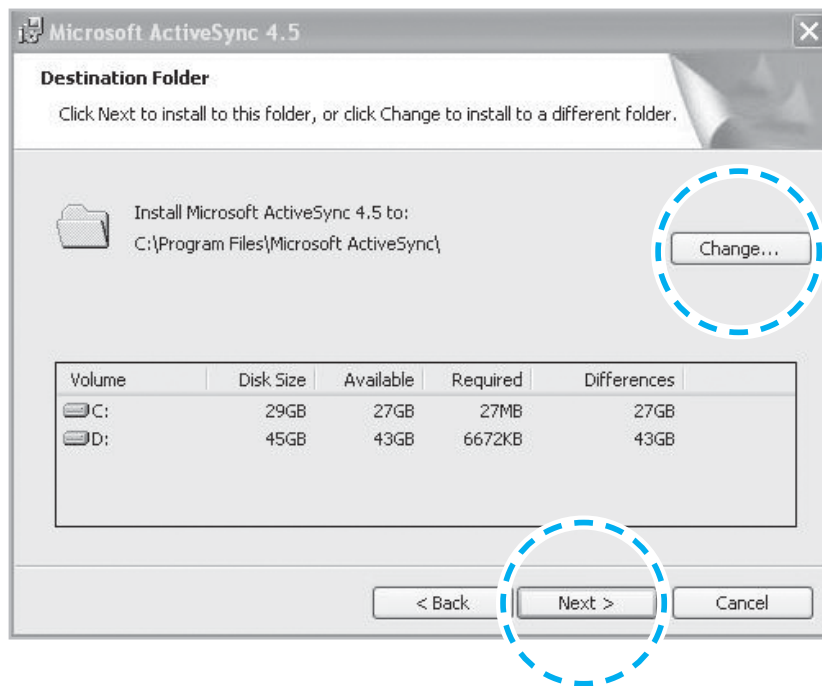 Microsoft ActiveSync 4.5
Destination Folder
Click Next to install to this folder, or click Change to install to a different folder.
Install Microsoft ActiveSync 4.5 to:
C:\Program Files\Microsoft ActiveSync\
Change...
Volume Disk Size Available Required Differences
C: 29GB 27GB 27MB 27GB
D: 45GB 43GB 6672KB 43GB
< Back Next > Cancel